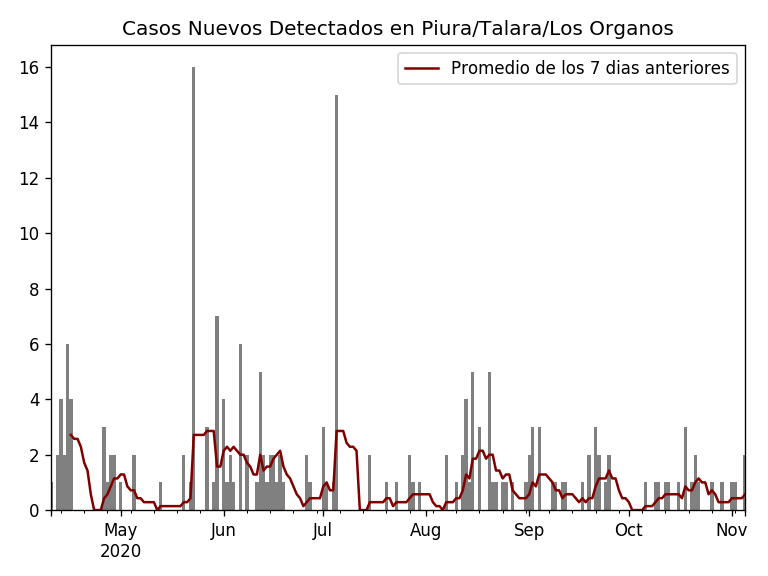 Casos Nuevos Detectados en Piura/Talara/Los Organos
Promedio de los 7 dias anteriores
16
14
12
10
8
6
4
2
0
May
2020
Jun
Jul
Aug
Sep
Oct
Nov